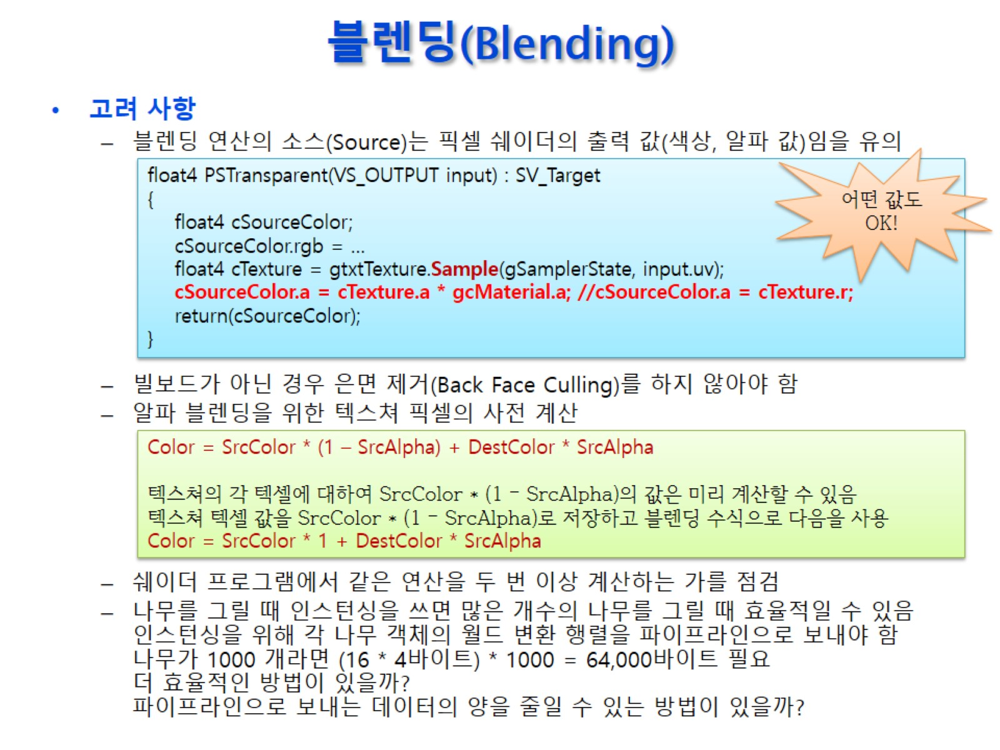 블렌딩(Blending)
• 고려 사항
– 블렌딩 연산의 소스(Source)는 픽셀 쉐이더의 출력 값(색상, 알파 값)임을 유의
float4 PSTransparent(VS_OUTPUT input) : SV_Target
{
float4 cSourceColor;
cSourceColor.rgb = ...
float4 cTexture = gtxtTexture.Sample(gSamplerState, input.uv);
cSourceColor.a = cTexture.a * gcMaterial.a; //cSourceColor.a = cTexture.r;
return(cSourceColor);
}
어떤 값도
OK!
– 빌보드가 아닌 경우 은면 제거(Back Face Culling)를 하지 않아야 함
– 알파 블렌딩을 위한 텍스쳐 픽셀의 사전 계산
Color = SrcColor * (1 – SrcAlpha) + DestColor * SrcAlpha
텍스쳐의 각 텍셀에 대하여 SrcColor * (1 - SrcAlpha)의 값은 미리 계산할 수 있음
텍스쳐 텍셀 값을 SrcColor * (1 - SrcAlpha)로 저장하고 블렌딩 수식으로 다음을 사용
Color = SrcColor * 1 + DestColor * SrcAlpha
– 쉐이더 프로그램에서 같은 연산을 두 번 이상 계산하는 가를 점검
– 나무를 그릴 때 인스턴싱을 쓰면 많은 개수의 나무를 그릴 때 효율적일 수 있음
인스턴싱을 위해 각 나무 객체의 월드 변환 행렬을 파이프라인으로 보내야 함
나무가 1000 개라면 (16 * 4바이트) * 1000 = 64,000바이트 필요
더 효율적인 방법이 있을까?
파이프라인으로 보내는 데이터의 양을 줄일 수 있는 방법이 있을까?